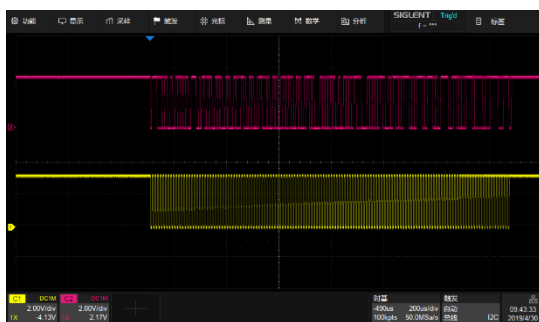 功能 显示 采样 触发 光标 测量 数学 分析 SIGLENT Trig'd 标签
f = ***
C1 DC1M C2 DC1M 时基 触发
2.00V/div 2.00V/div -490us 200us/div 自动 09:43:33
1X -4.13V 1X 2.17V 100kpts 50.0MSa/s 总线 I2C 2019/4/30